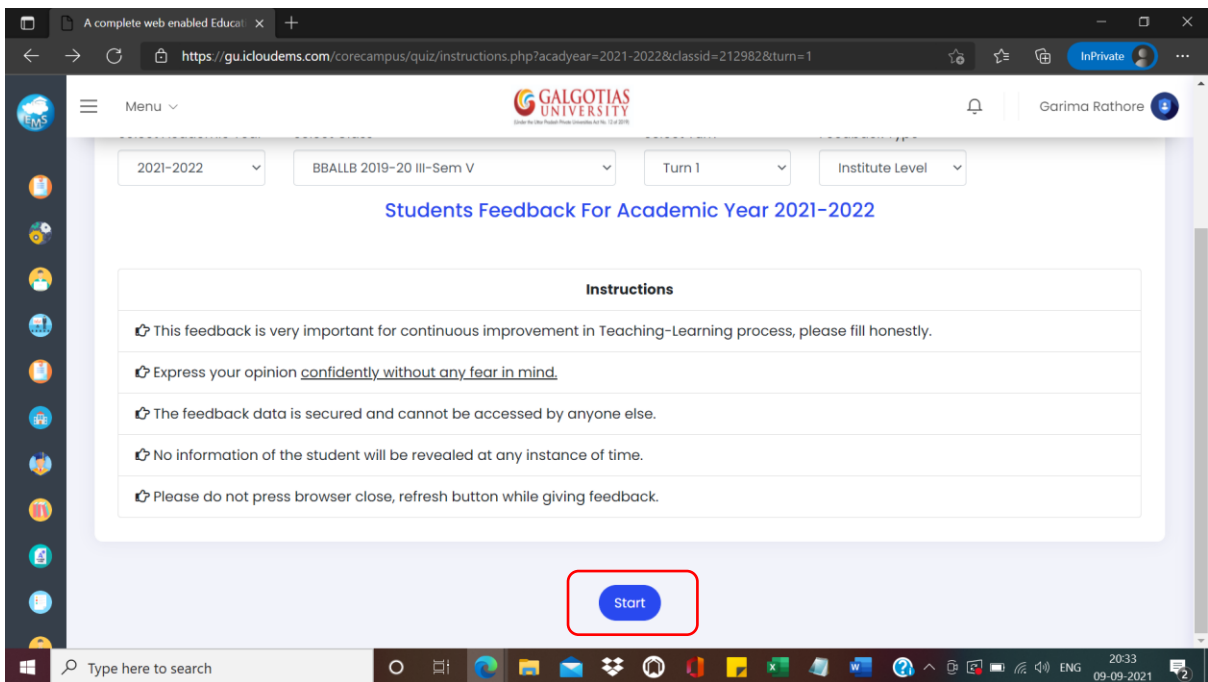 A complete web enabled Educati
https://gu.icloudems.com/corecampus/quiz/instructions.php?acadyear=2021-2022&classid=212982&turn=1
InPrivate
EMS
Menu
GALGOTIAS
UNIVERSITY
Garima Rathore
2021-2022
BBALLB 2019-20 III-Sem V
Turn 1
Institute Level
Students Feedback For Academic Year 2021-2022
Instructions
This feedback is very important for continuous improvement in Teaching-Learning process, please fill honestly.
Express your opinion confidently without any fear in mind.
The feedback data is secured and cannot be accessed by anyone else.
No information of the student will be revealed at any instance of time.
Please do not press browser close, refresh button while giving feedback.
Start
Type here to search
ENG
20:33
09-09-2021
2